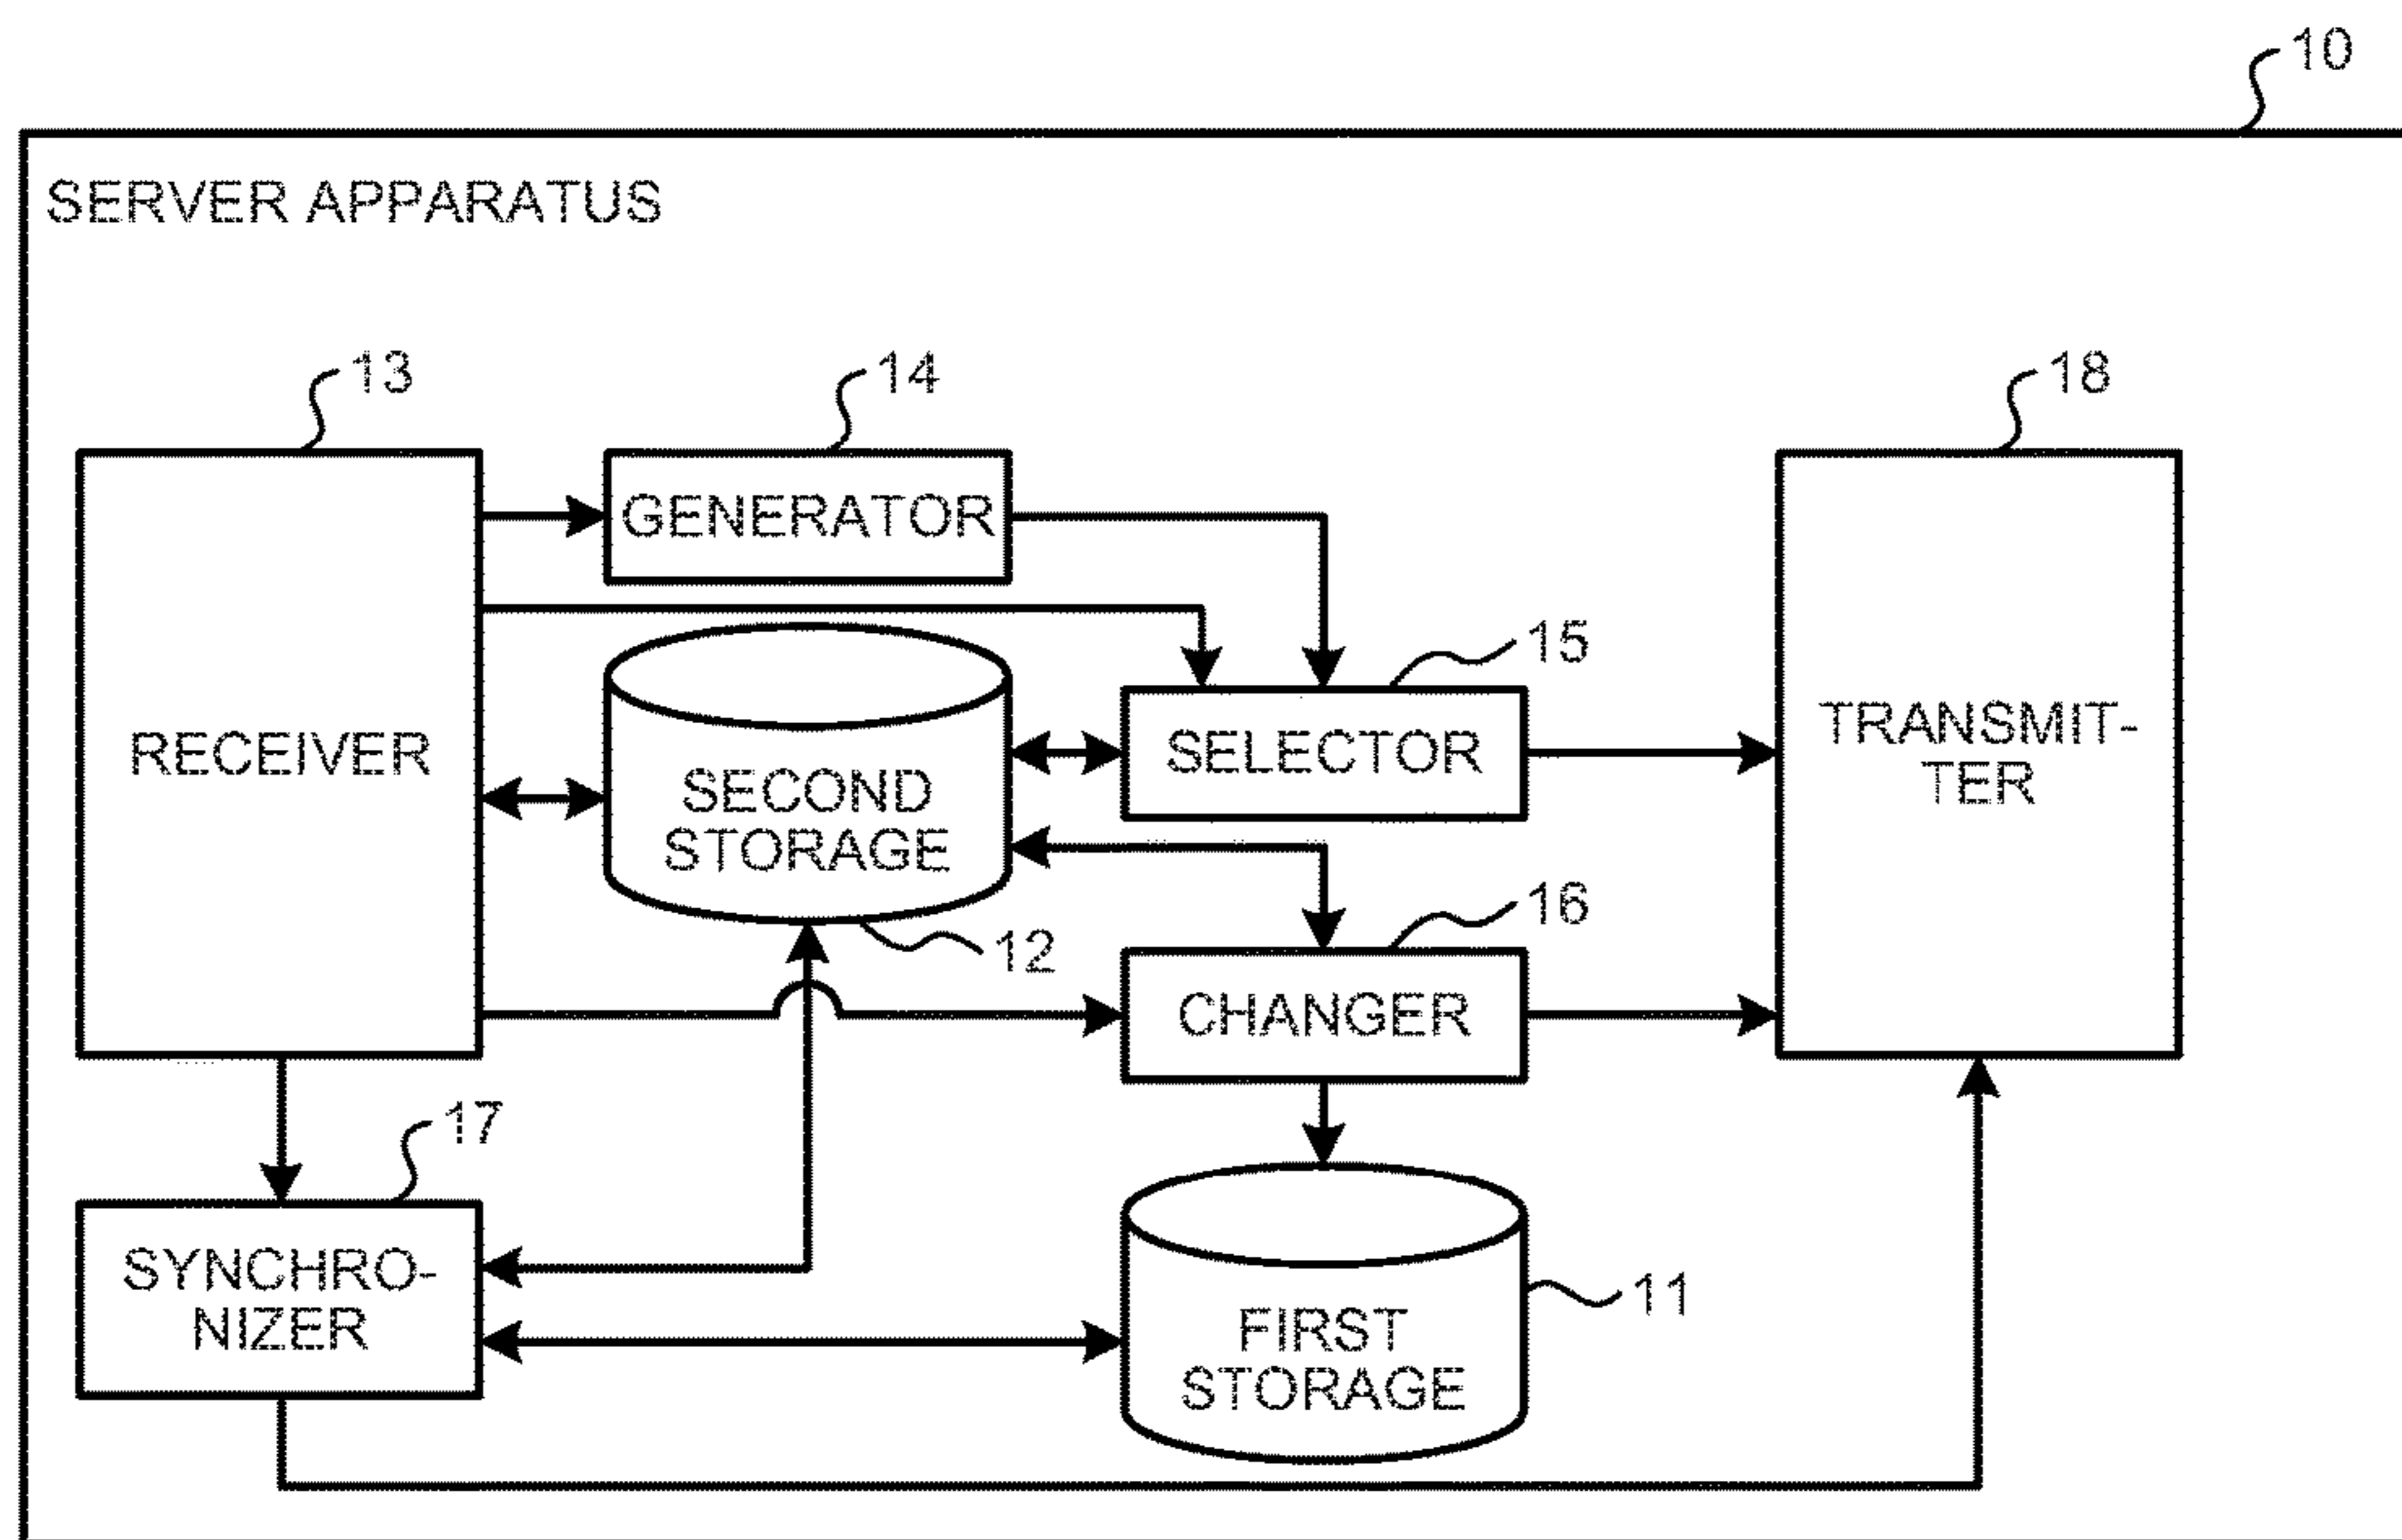 10
SERVER APPARATUS
13
14
18
GENERATOR
15
RECEIVER
SELECTOR
TRANSMIT-
TER
SECOND
STORAGE
16
12
CHANGER
17
SYNCHRO-
NIZER
11
FIRST
STORAGE